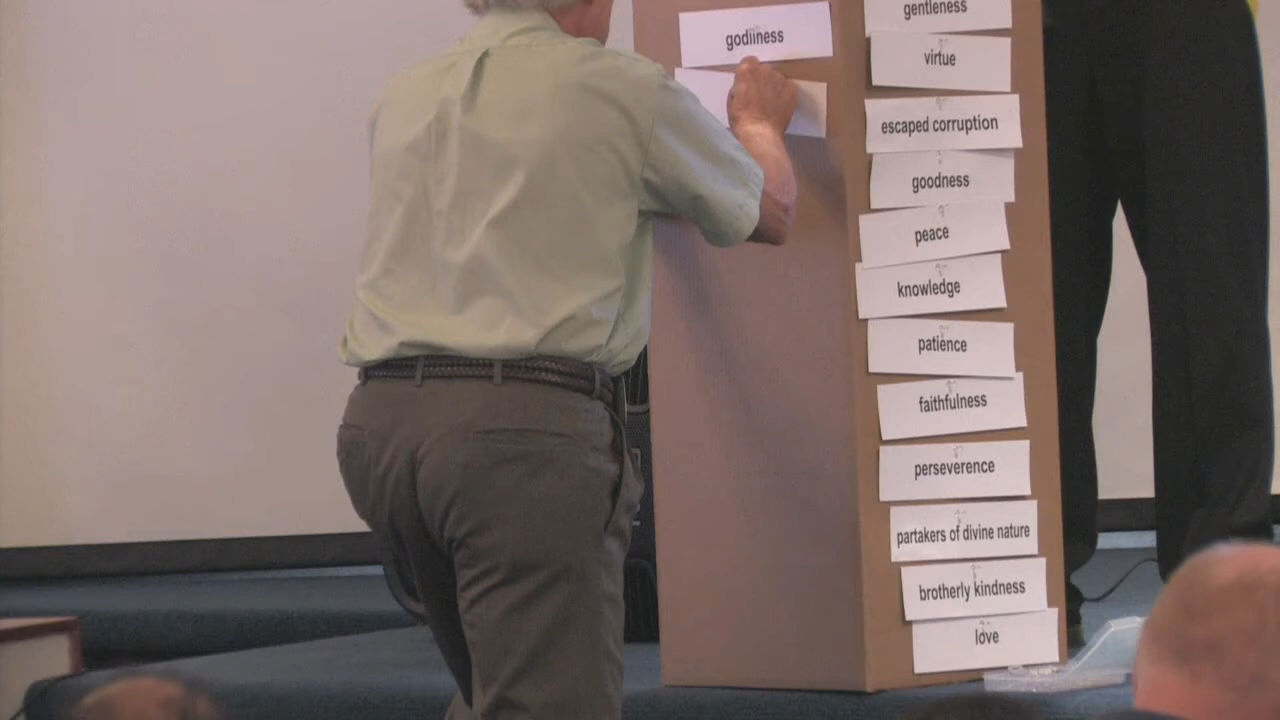 godliness
gentleness
virtue
escaped corruption
goodness
peace
knowledge
patience
faithfulness
perseverence
partakers of divine nature
brotherly kindness
love